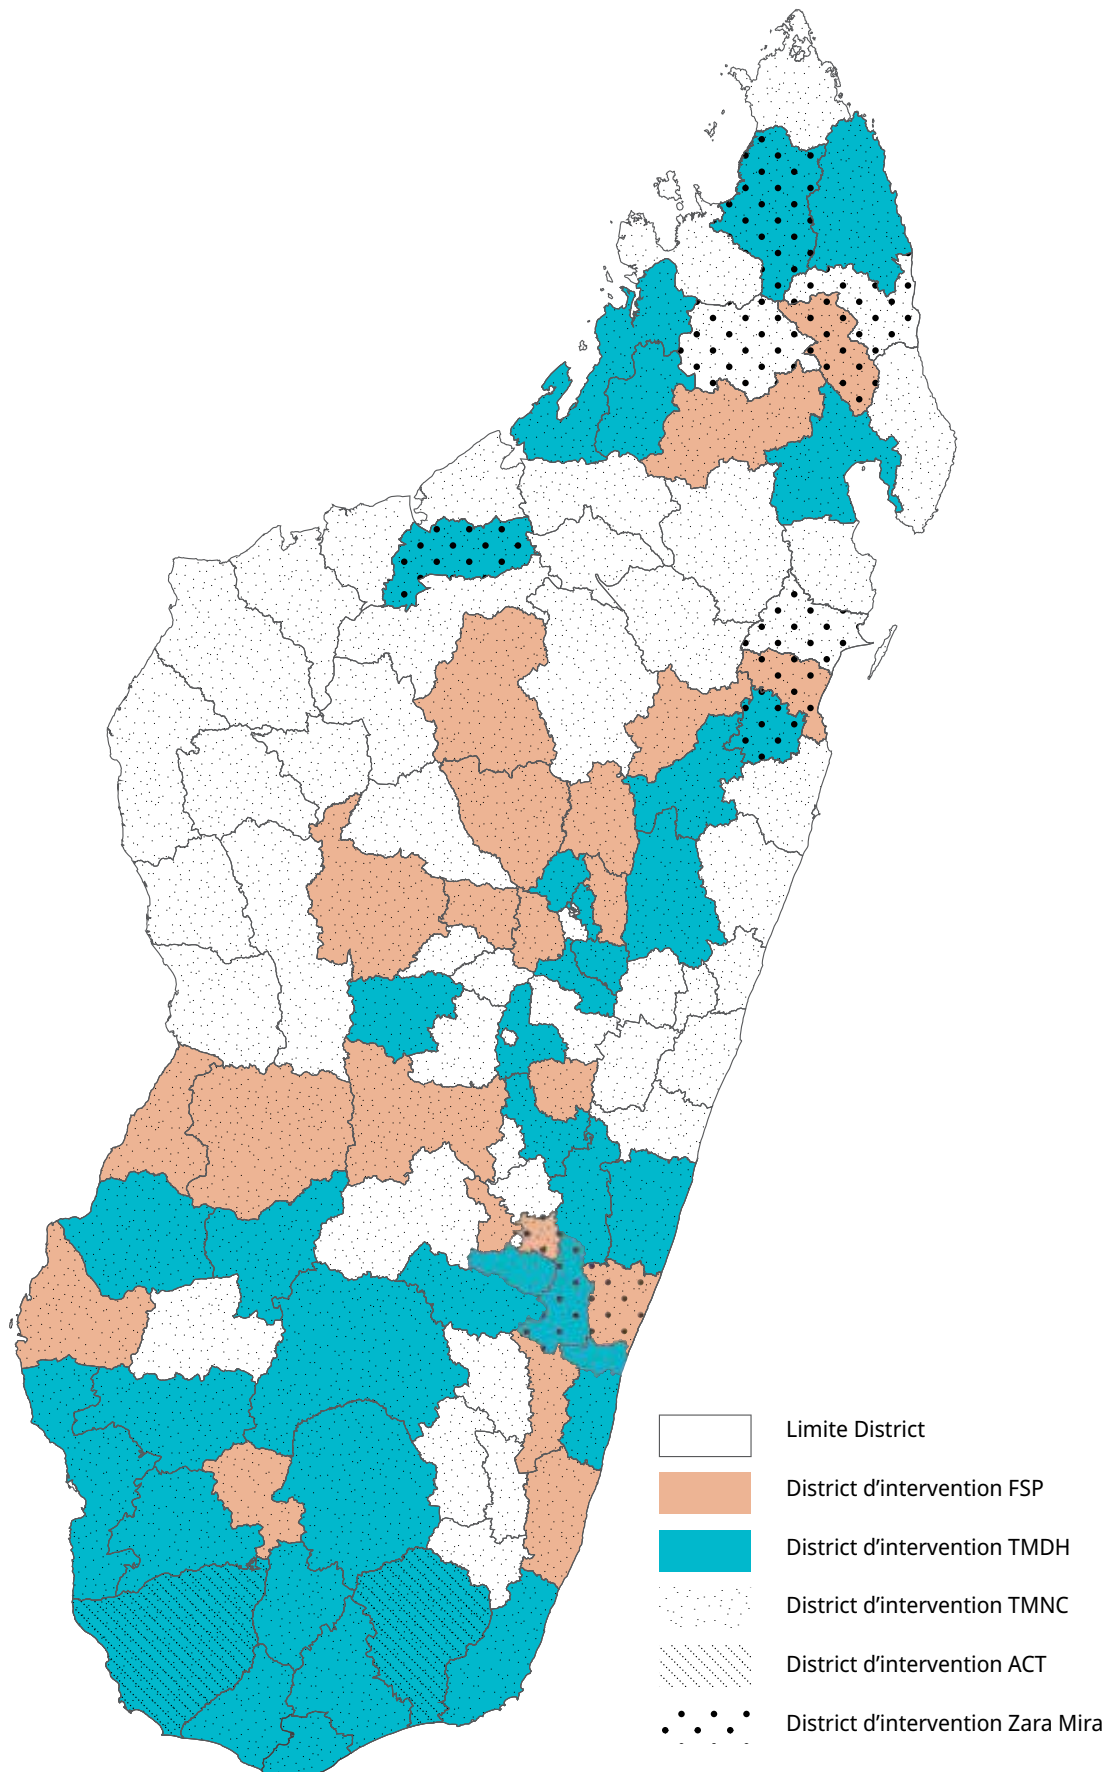 Limite District
District d'intervention FSP
District d'intervention TMDH
District d'intervention TMNC
District d'intervention ACT
District d'intervention Zara Mira